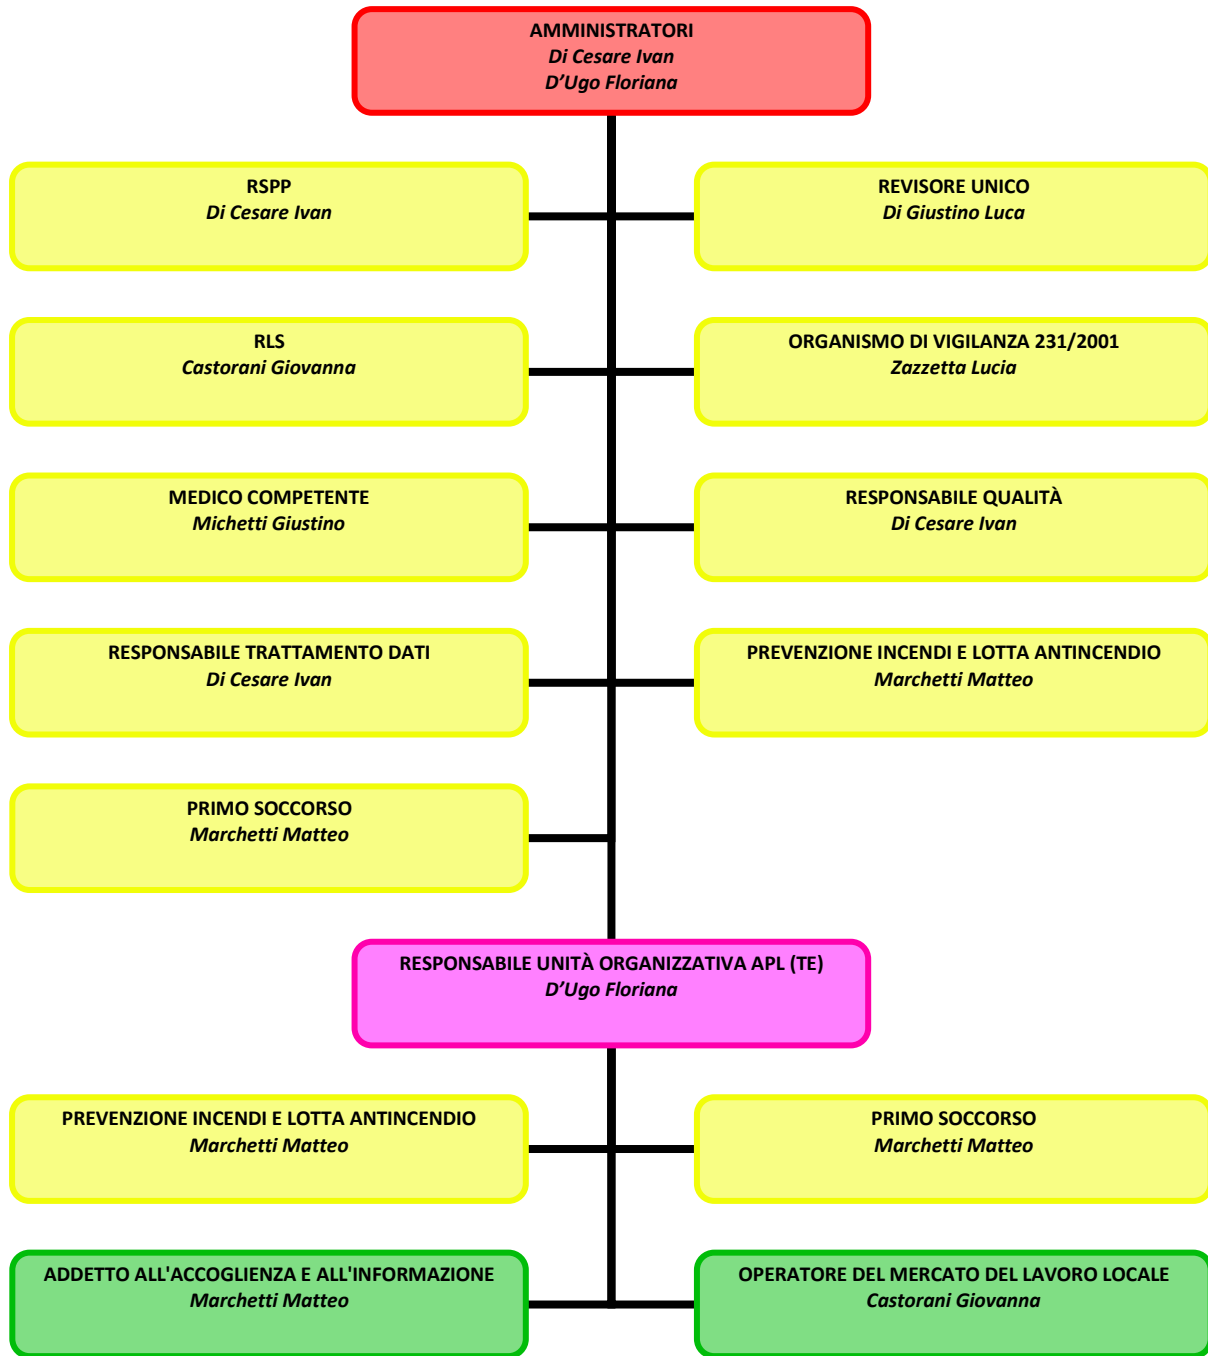 AMMINISTRATORI
Di Cesare Ivan
D’Ugo Floriana
RSPP
Di Cesare Ivan
REVISORE UNICO
Di Giustino Luca
RLS
Castorani Giovanna
ORGANISMO DI VIGILANZA 231/2001
Zazzetta Lucia
MEDICO COMPETENTE
Michetti Giustino
RESPONSABILE QUALITÀ
Di Cesare Ivan
RESPONSABILE TRATTAMENTO DATI
Di Cesare Ivan
PREVENZIONE INCENDI E LOTTA ANTINCENDIO
Marchetti Matteo
PRIMO SOCCORSO
Marchetti Matteo
RESPONSABILE UNITÀ ORGANIZZATIVA APL (TE)
D’Ugo Floriana
PREVENZIONE INCENDI E LOTTA ANTINCENDIO
Marchetti Matteo
PRIMO SOCCORSO
Marchetti Matteo
ADDETTO ALL'ACCOGLIENZA E ALL'INFORMAZIONE
Marchetti Matteo
OPERATORE DEL MERCATO DEL LAVORO LOCALE
Castorani Giovanna